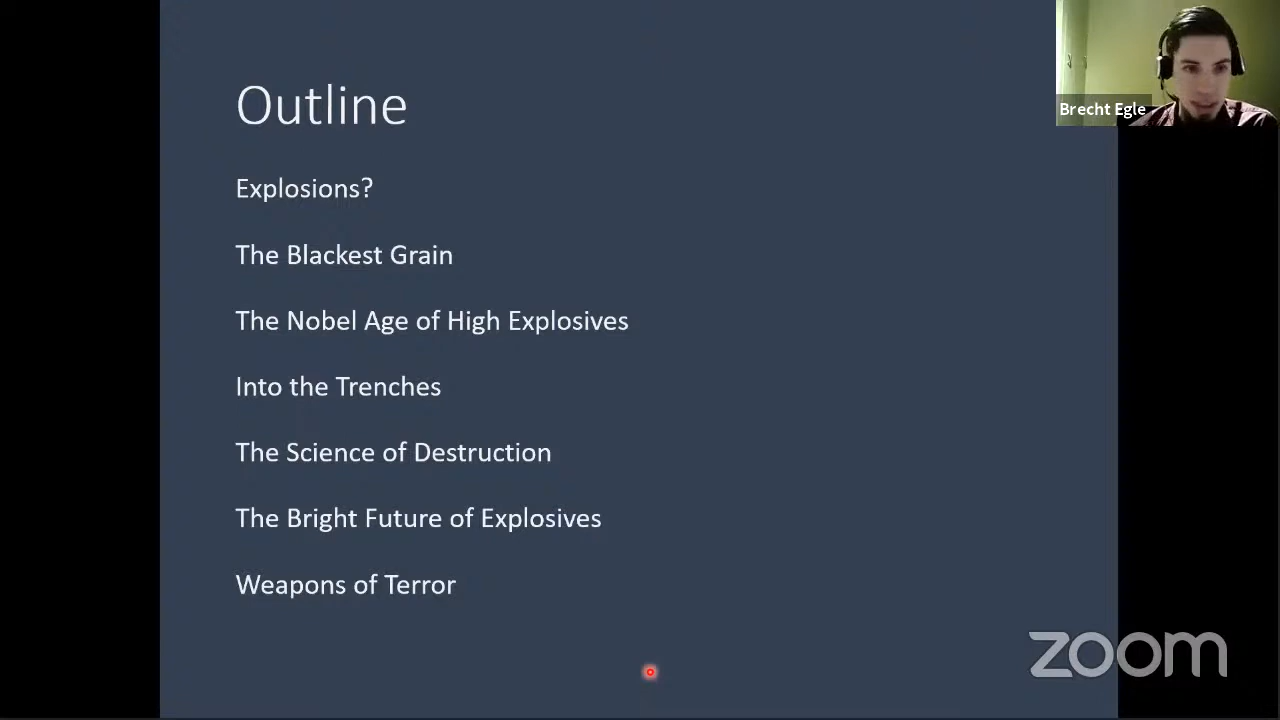 Outline
Brecht Egle
Explosions?
The Blackest Grain
The Nobel Age of High Explosives
Into the Trenches
The Science of Destruction
The Bright Future of Explosives
Weapons of Terror
zoom